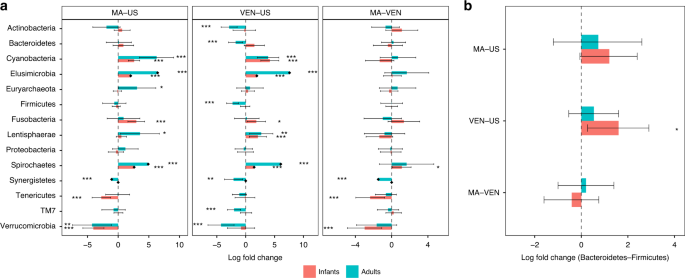 a
b
MA–US
VEN–US
MA–VEN
Actinobacteria
***
Bacteroidetes
***
Cyanobacteria
***
***
***
***
Elusimicrobia
***
***
***
***
Euryarchaeota
*
Firmicutes
***
Fusobacteria
***
*
Lentisphaerae
*
**
***
Proteobacteria
Spirochaetes
***
***
***
***
*
Synergistetes
***
**
***
Tenericutes
***
***
TM7
***
Verrucomicrobia
**
***
***
***
−5 0 5 10
−5 0 5 10
−4 0 4
Log fold change
MA–US
VEN–US
*
MA–VEN
−2 0 2 4
Log fold change (Bacteroidetes–Firmicutes)
Infants Adults